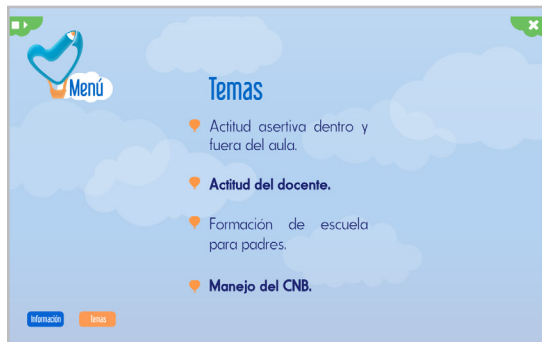 Menú
Temas
Actitud asertiva dentro y
fuera del aula.
Actitud del docente.
Formación de escuela
para padres.
Manejo del CNB.
Información
Temas